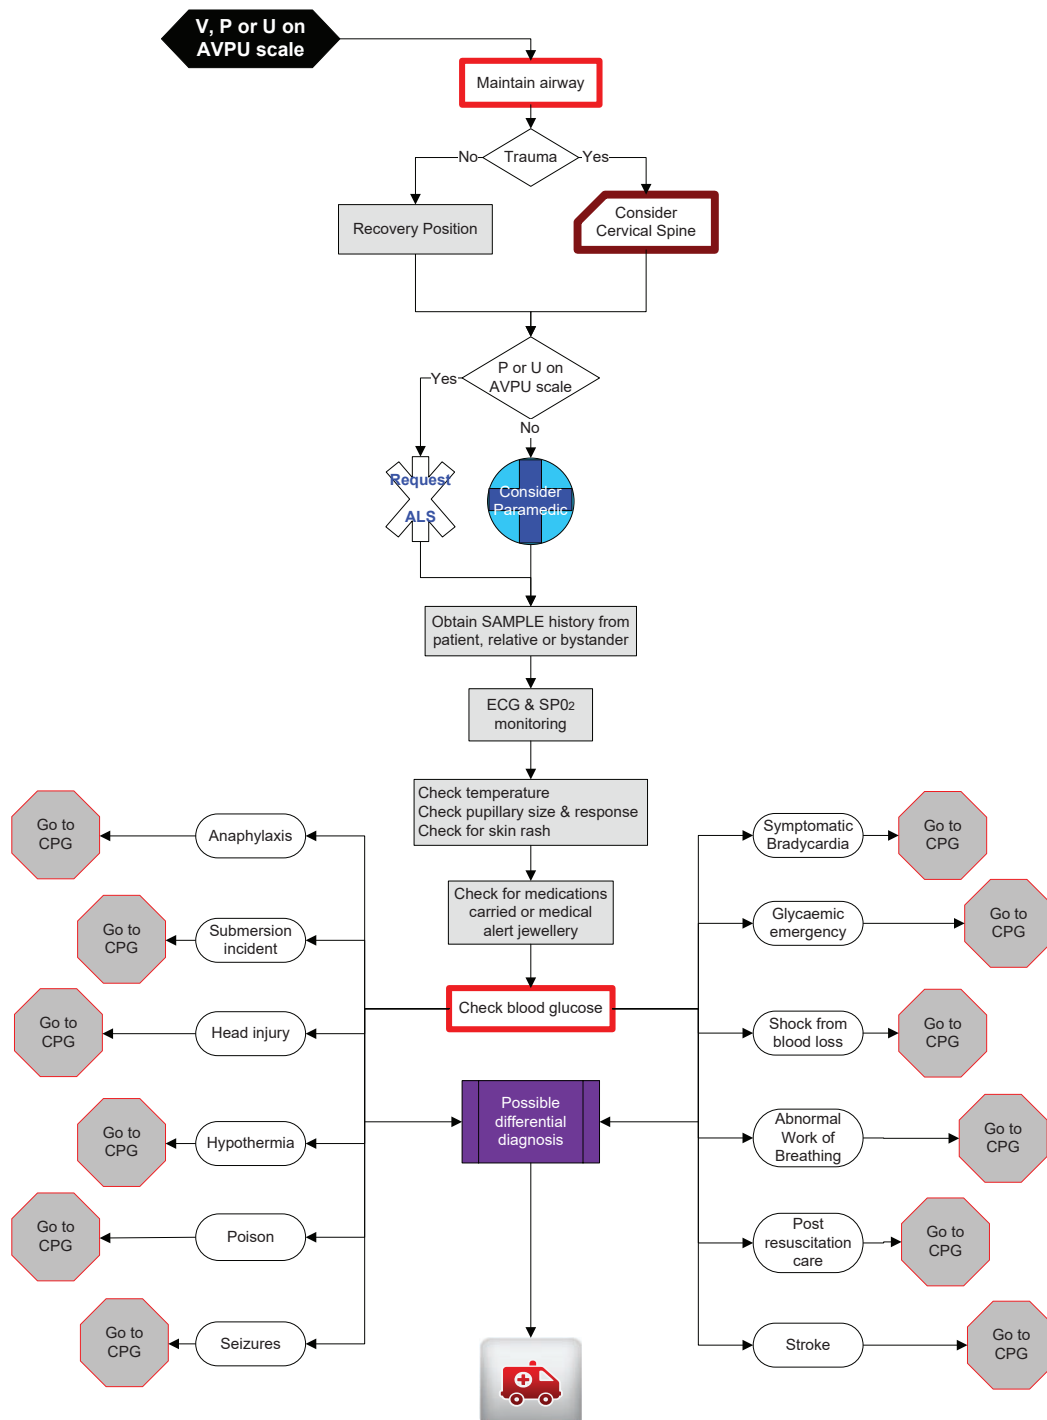 V, P or U on
AVPU scale
Maintain airway
No
Trauma
Yes
Recovery Position
Consider
Cervical Spine
P or U on
AVPU scale
Yes
No
Request
ALS
Consider
Paramedic
Obtain SAMPLE history from
patient, relative or bystander
ECG & SP02
monitoring
Check temperature
Check pupillary size & response
Check for skin rash
Check for medications
carried or medical
alert jewellery
Check blood glucose
Possible
differential
diagnosis
Go to
CPG
Anaphylaxis
Go to
CPG
Submersion
incident
Go to
CPG
Head injury
Go to
CPG
Hypothermia
Go to
CPG
Poison
Go to
CPG
Seizures
Symptomatic
Bradycardia
Go to
CPG
Glycaemic
emergency
Go to
CPG
Shock from
blood loss
Go to
CPG
Abnormal
Work of
Breathing
Go to
CPG
Post
resuscitation
care
Go to
CPG
Stroke
Go to
CPG